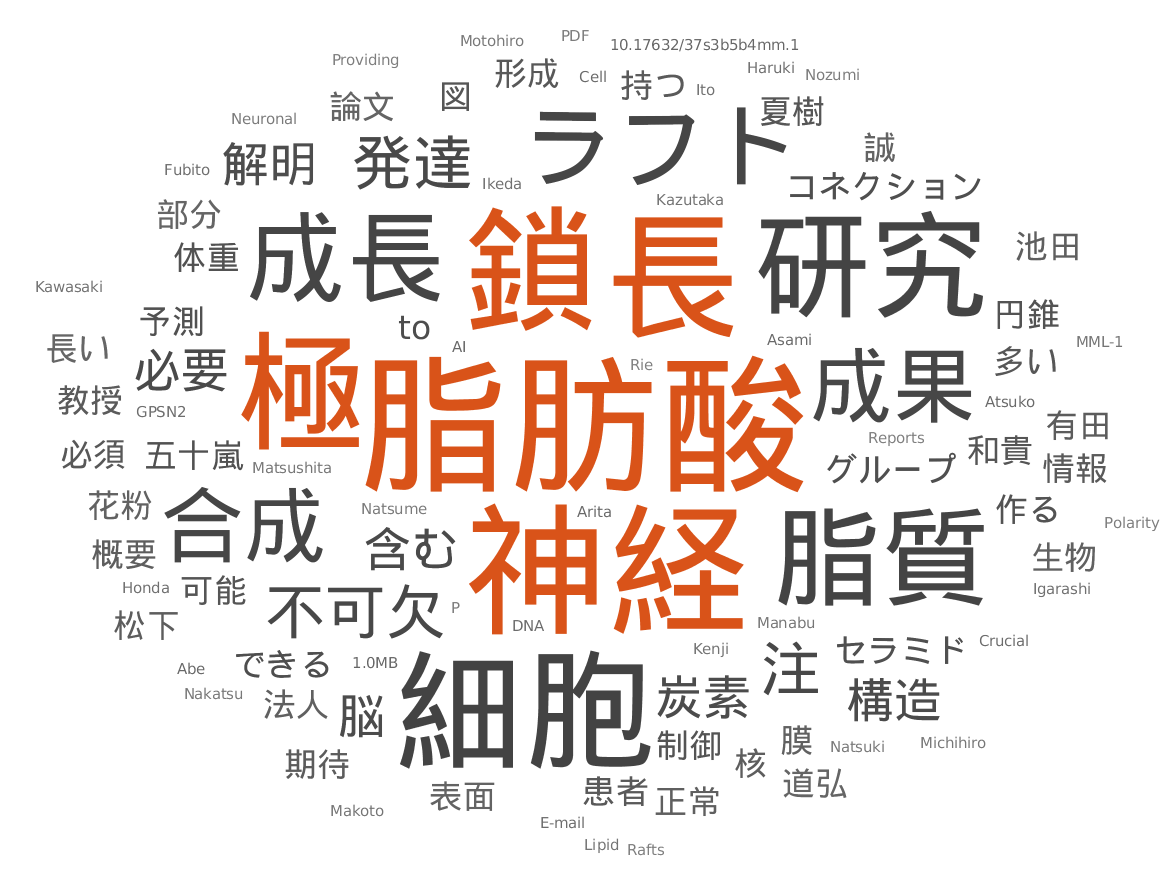 Motohiro
PDF
10.17632/37s3b5b4mm.1
Providing
形成
Cell
持つ
Haruki
Nozumi
論文
図
Ito
夏樹
Neuronal
ラフト
解明
発達
誠
Fubito
Ikeda
コネクション
Kazutaka
部分
成長
鎖長
研究
体重
池田
Kawasaki
予測
to
円錐
長い
必要
極
AI
Asami
MML-1
脂肪酸
Rie
成果
多い
教授
GPSN2
Atsuko
有田
必須
五十嵐
Matsushita
Reports
和貴
グループ
情報
花粉
合成
Natsume
Arita
作る
Polarity
概要
含む
神経
脂質
生物
Honda
可能
Igarashi
不可欠
P
DNA
Manabu
松下
Abe
できる
1.0MB
Kenji
セラミド
Crucial
注
Nakatsu
法人
脳
細胞
炭素
構造
制御
膜
Natsuki
Michihiro
期待
核
道弘
表面
患者
正常
Makoto
E-mail
Lipid
Rafts